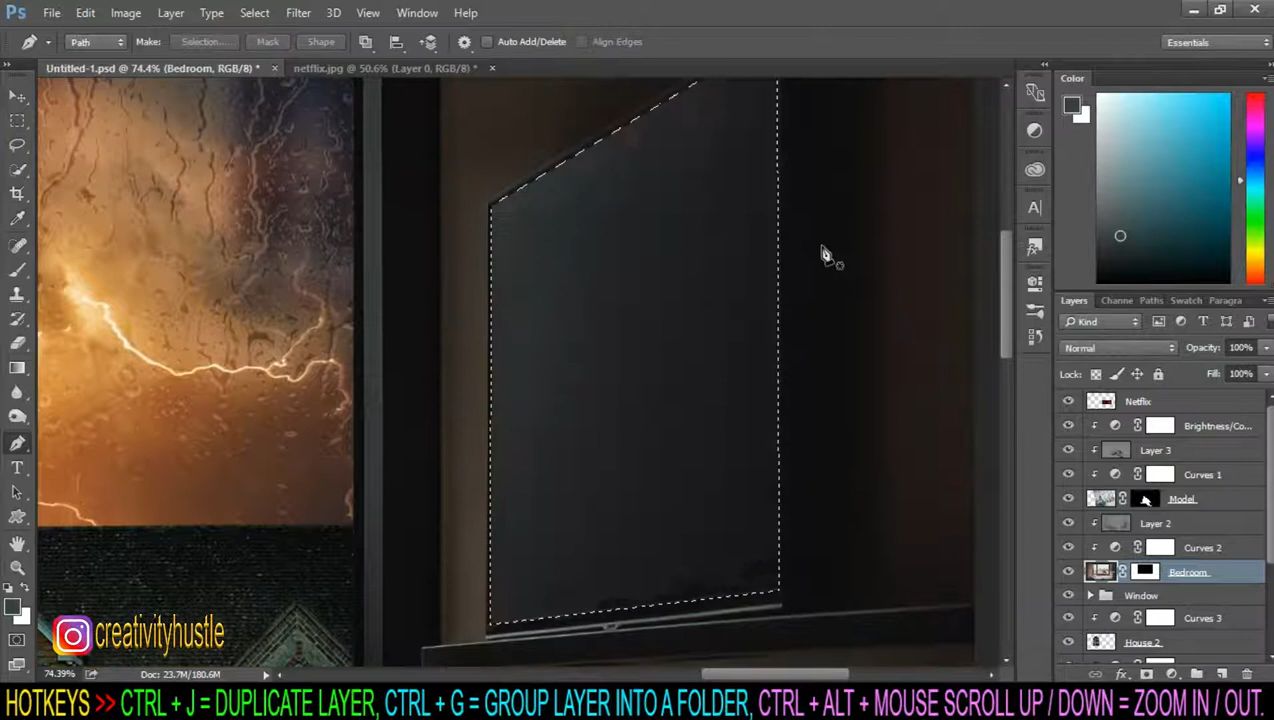 Ps File Edit Image Layer Type Select Filter 3D View Window Help
Path Make: Selection... Mask Shape Auto Add/Delete Align Edges Essentials
Untitled-1.psd @ 74.4% (Bedroom, RGB/8) * × netflix.jpg @ 50.6% (Layer 0, RGB/8) * ×
Color
Layers Channe Paths Swatch Paragra
Kind
Normal Opacity: 100%
Lock: Fill: 100%
Netflix
Brightness/Co...
Layer 3
Curves 1
Model
Layer 2
Curves 2
Bedroom
Window
Curves 3
House 2
creativityhustle
74.39% Doc: 23.7M/180.6M
HOTKEYS >> CTRL + J = DUPLICATE LAYER, CTRL + G = GROUP LAYER INTO A FOLDER, CTRL + ALT + MOUSE SCROLL UP / DOWN = ZOOM IN / OUT.